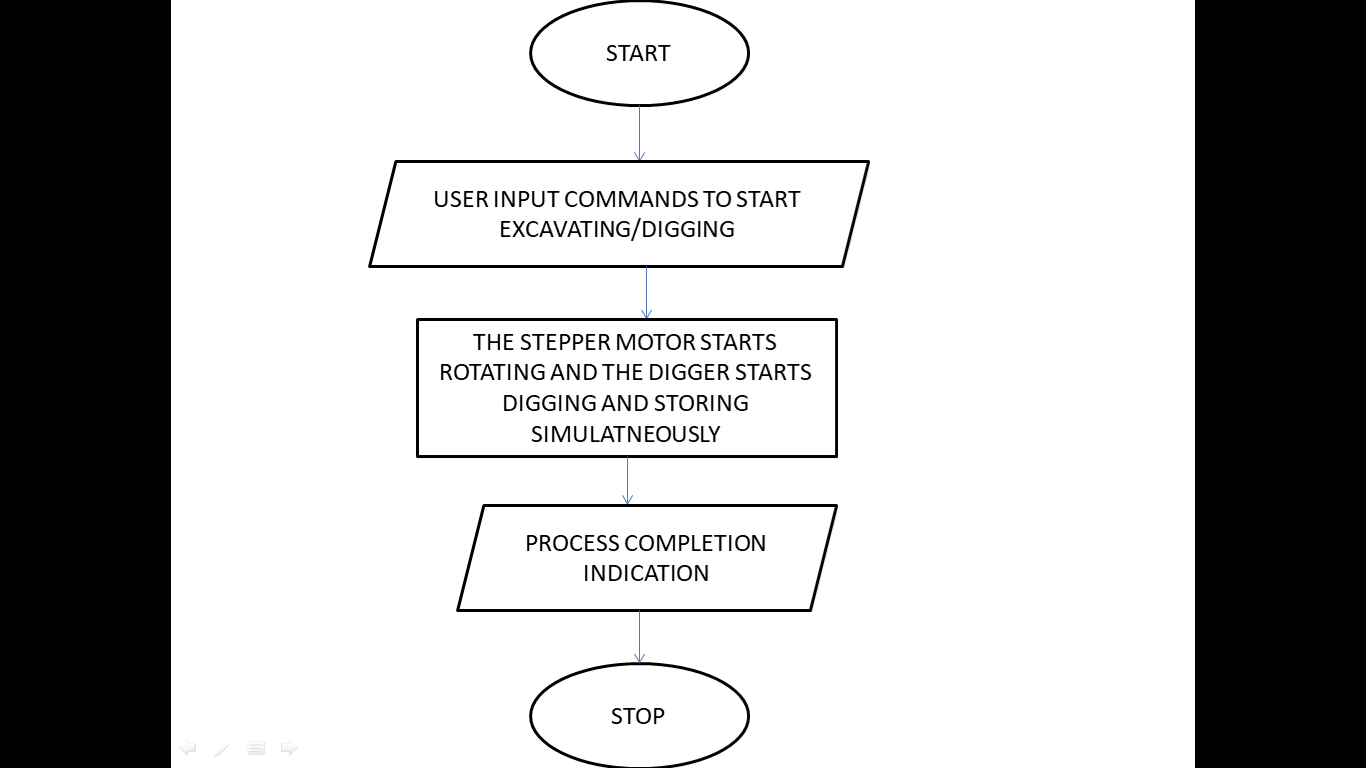 START
USER INPUT COMMANDS TO START
EXCAVATING/DIGGING
THE STEPPER MOTOR STARTS
ROTATING AND THE DIGGER STARTS
DIGGING AND STORING
SIMULATNEOUSLY
PROCESS COMPLETION
INDICATION
STOP